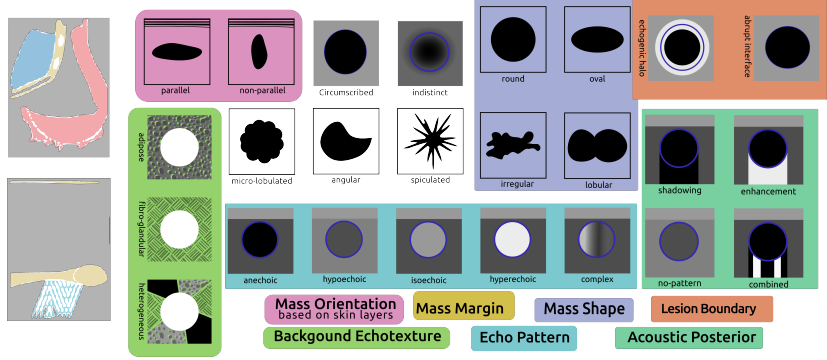 parallel
non-parallel
Circumscribed
indistinct
round
oval
echogenic halo
abrupt interface
adipose
micro-lobulated
angular
spiculated
irregular
lobular
shadowing
enhancement
fibro-glandular
anechoic
hypoechoic
isoechoic
hyperechoic
complex
no-pattern
combined
heterogeneous
Mass Orientation
based on skin layers
Mass Margin
Mass Shape
Lesion Boundary
Backgound Echotexture
Echo Pattern
Acoustic Posterior